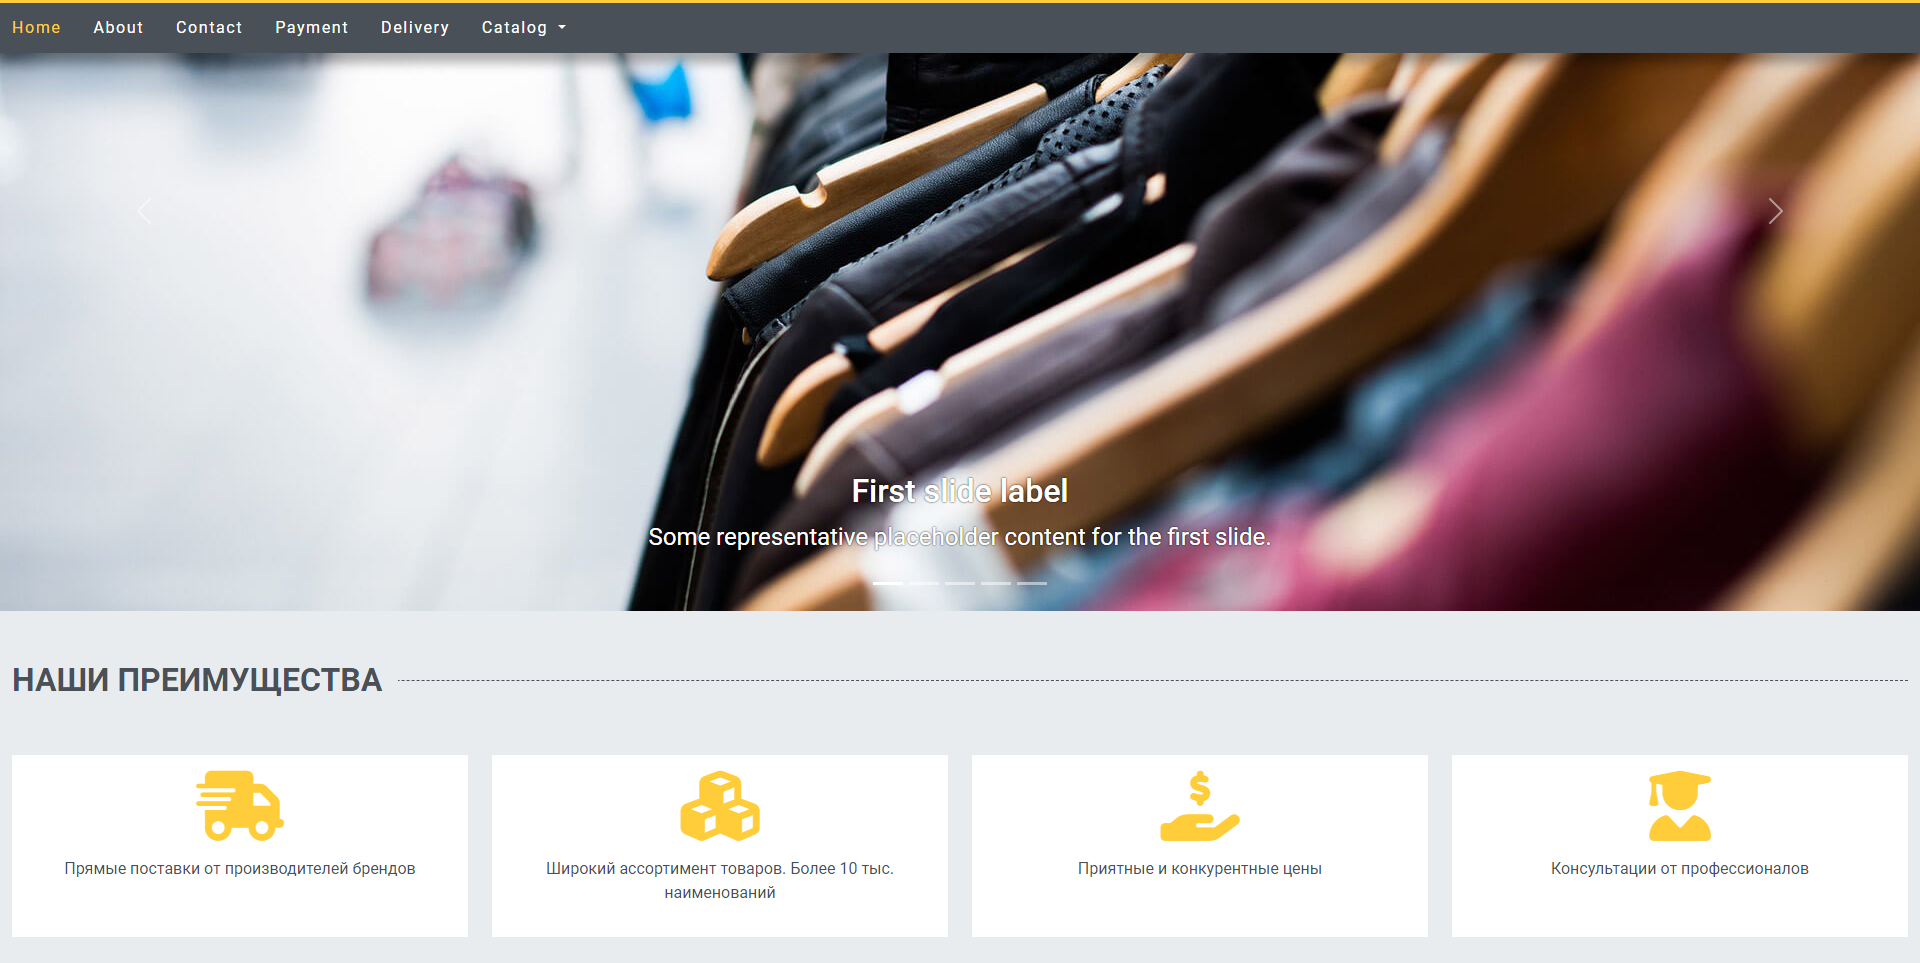 Home About Contact Payment Delivery Catalog
First slide label
Some representative placeholder content for the first slide.
НАШИ ПРЕИМУЩЕСТВА
Прямые поставки от производителей брендов
Широкий ассортимент товаров. Более 10 тыс.
наименований
Приятные и конкурентные цены
Консультации от профессионалов